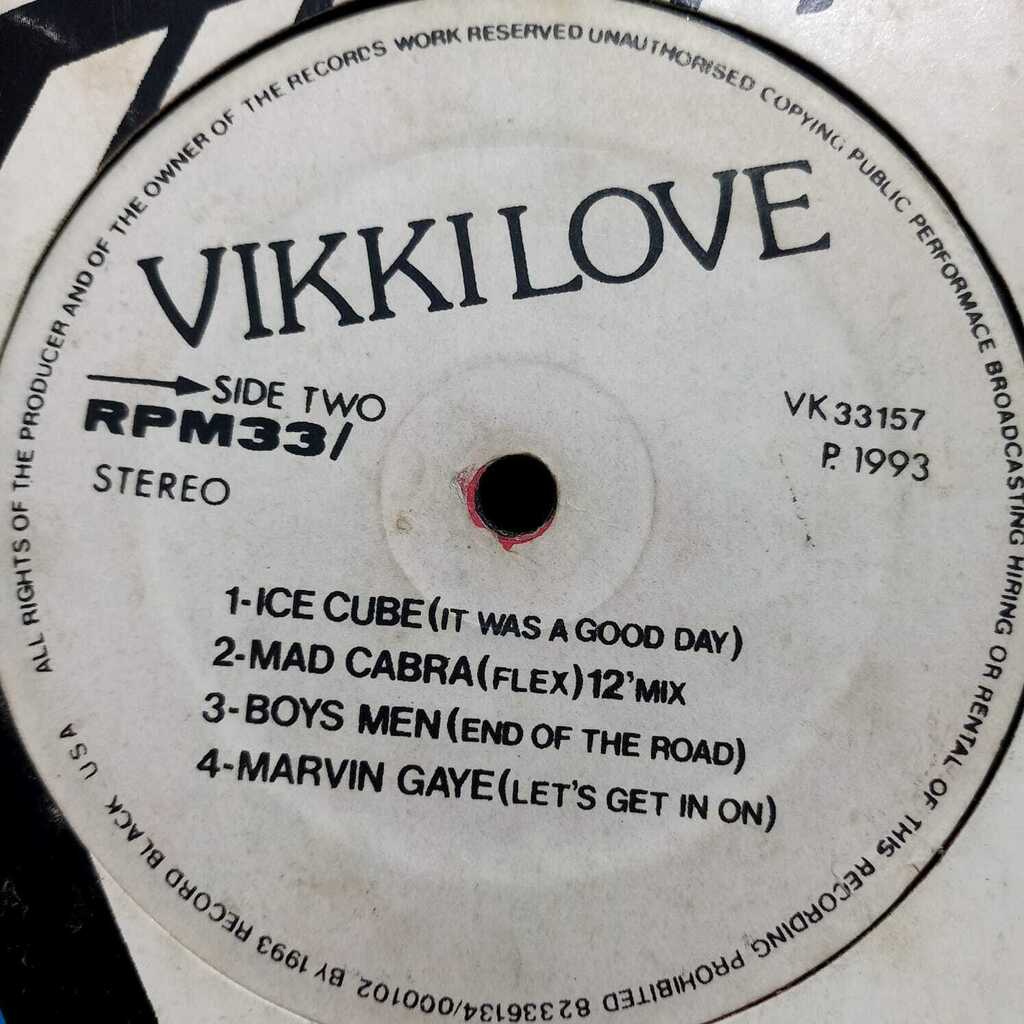 ALL RIGHTS OF THE PRODUCER AND OF THE OWNER OF THE RECORDS WORK RESERVED UNAUTHORISED COPYING PUBLIC PERFORMACE BROADCASTING HIRING OR RENTAL OF THIS RECORDING PROHIBITED 82336134/000102 BY 1993 RECORD BLACK USA
VIKKI LOVE
SIDE TWO
RPM33/
STEREO
VK 33157
P. 1993
1-ICE CUBE (IT WAS A GOOD DAY)
2-MAD CABRA (FLEX) 12' MIX
3-BOYS MEN (END OF THE ROAD)
4-MARVIN GAYE (LET'S GET IN ON)